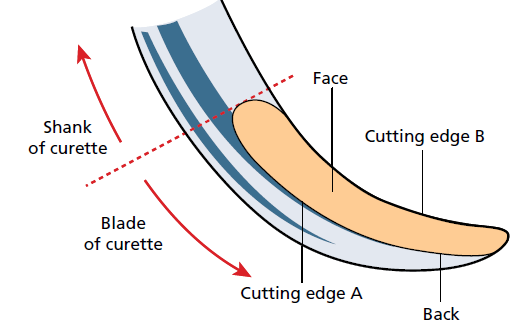 Face
Shank
of curette
Cutting edge B
Blade
of curette
Cutting edge A
Back